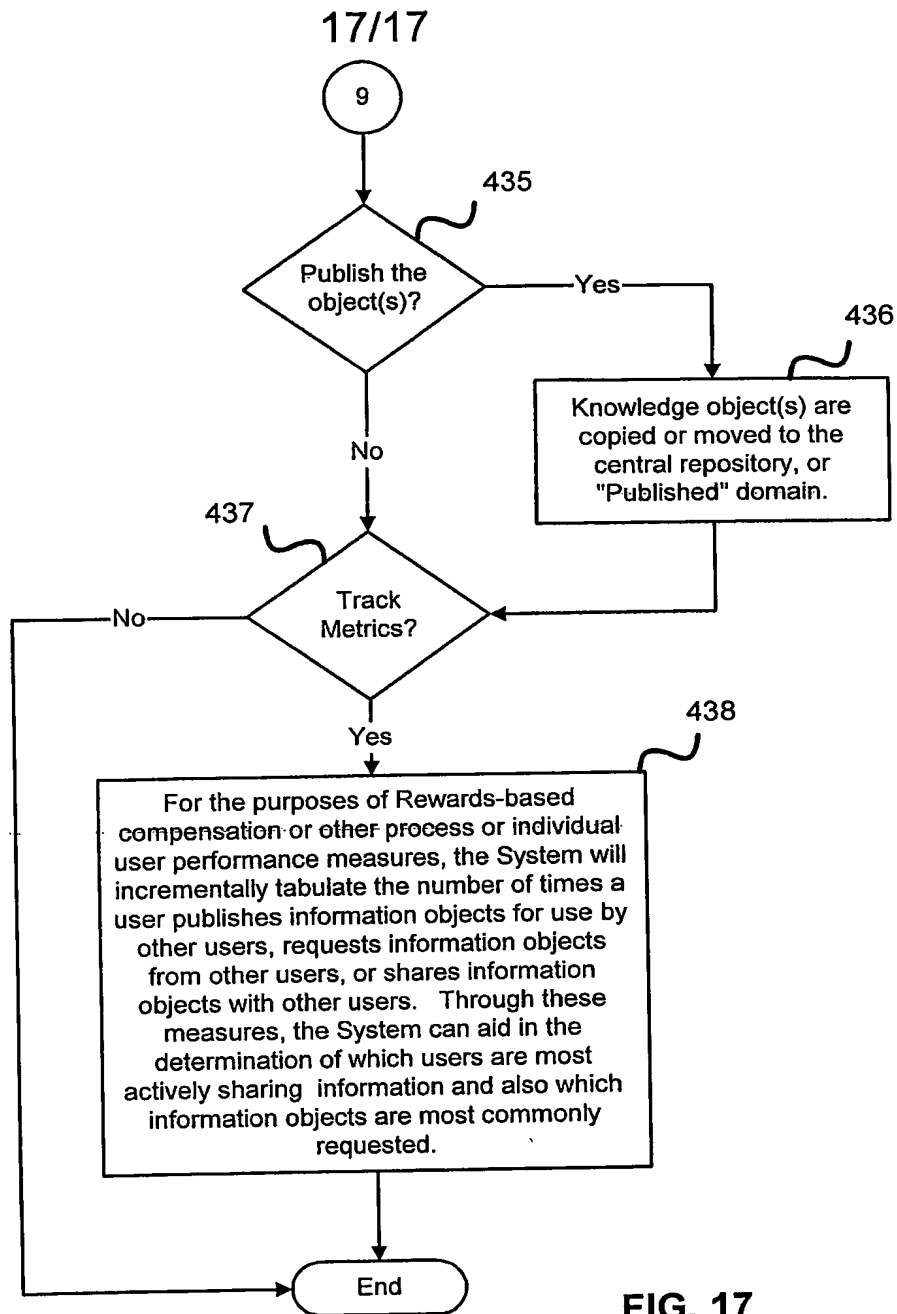 17/17
9
435
Publish the
object(s)?
Yes
436
Knowledge object(s) are
copied or moved to the
central repository, or
"Published" domain.
No
437
Track
Metrics?
No
Yes
438
For the purposes of Rewards-based
compensation or other process or individual
user performance measures, the System will
incrementally tabulate the number of times a
user publishes information objects for use by
other users, requests information objects
from other users, or shares information
objects with other users. Through these
measures, the System can aid in the
determination of which users are most
actively sharing information and also which
information objects are most commonly
requested.
End
FIG. 17